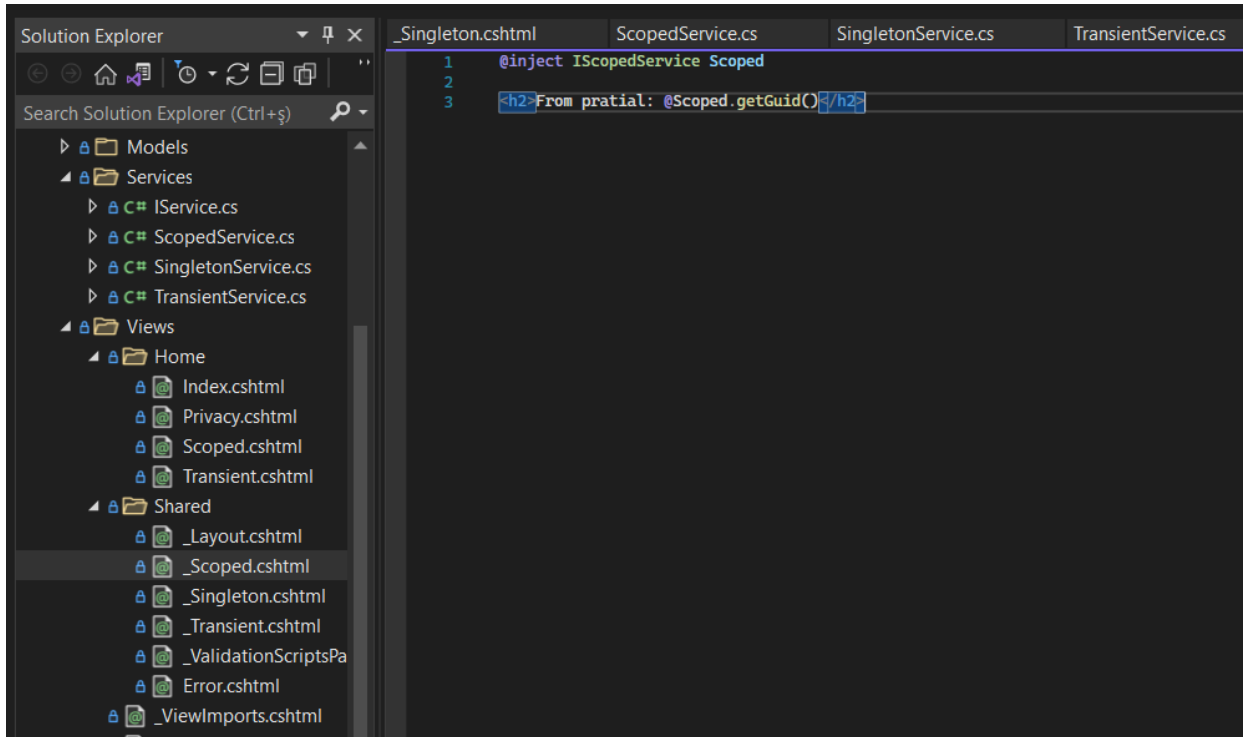 Solution Explorer
Search Solution Explorer (Ctrl+ş)
Models
Services
C# IService.cs
C# ScopedService.cs
C# SingletonService.cs
C# TransientService.cs
Views
Home
Index.cshtml
Privacy.cshtml
Scoped.cshtml
Transient.cshtml
Shared
_Layout.cshtml
_Scoped.cshtml
_Singleton.cshtml
_Transient.cshtml
_ValidationScriptsPa
Error.cshtml
_ViewImports.cshtml
_Singleton.cshtml ScopedService.cs SingletonService.cs TransientService.cs
1 @inject IScopedService Scoped
2
3 <h2>From pratial: @Scoped.getGuid()</h2>